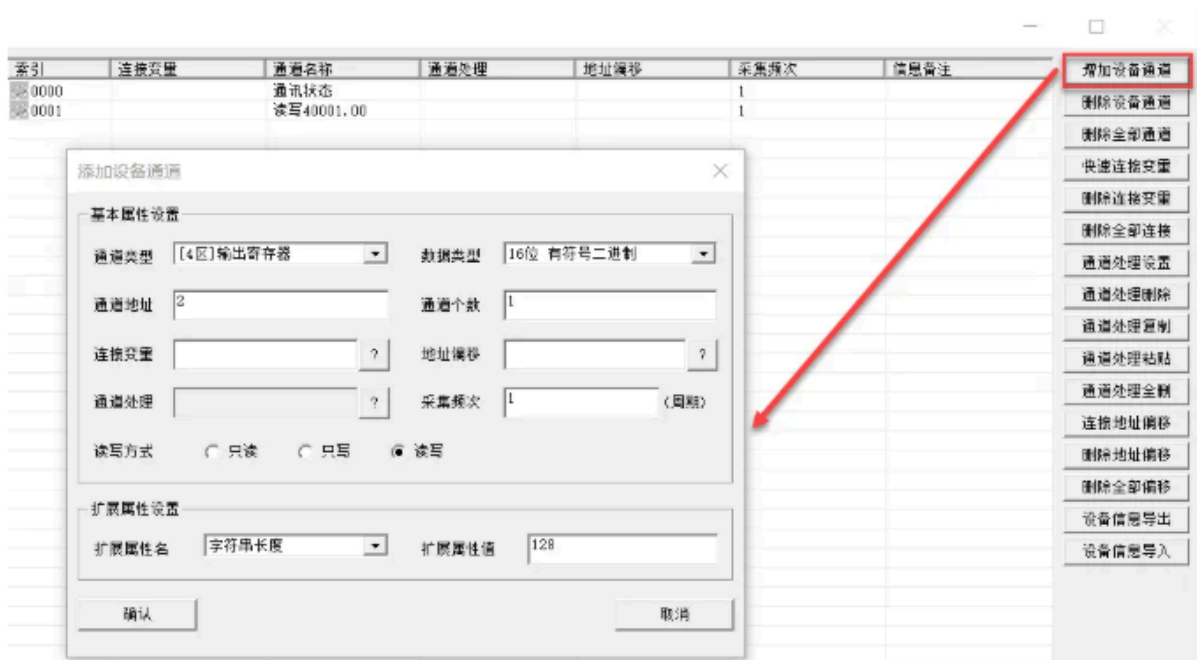 索引 连接变量 通道名称 通道处理 地址偏移 采集频次 信息备注
0000 通讯状态 1
0001 读写40001.00 1
增加设备通道
删除设备通道
删除全部通道
快速连接变量
删除连接变量
删除全部连接
通道处理设置
通道处理删除
通道处理复制
通道处理粘贴
通道处理全删
连接地址偏移
删除地址偏移
删除全部偏移
设备信息导出
设备信息导入
添加设备通道
基本属性设置
通道类型 [4区]输出寄存器 数据类型 16位 有符号二进制
通道地址 2 通道个数 1
连接变量 ? 地址偏移 ?
通道处理 ? 采集频次 1 (周期)
读写方式 只读 只写 读写
扩展属性设置
扩展属性名 字符串长度 扩展属性值 128
确认 取消